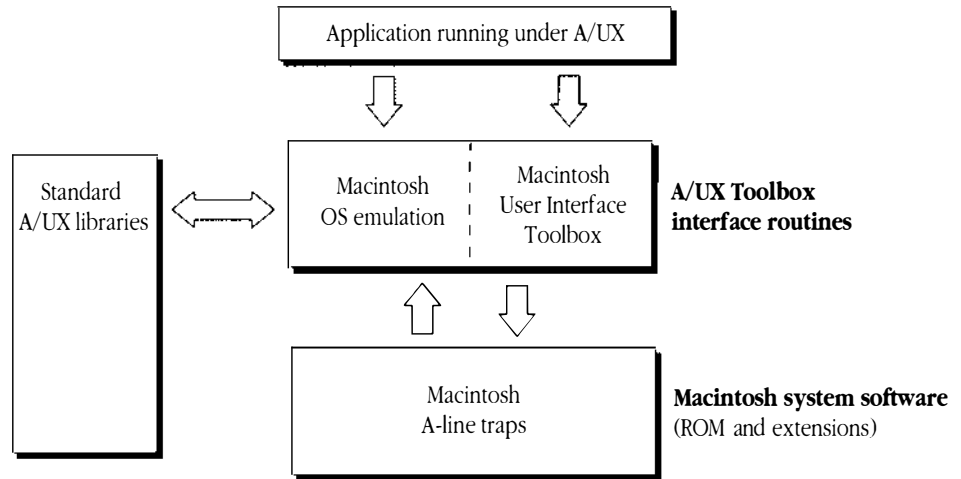 Application running under A/UX
Standard
A/UX libraries
Macintosh
OS emulation
Macintosh
User Interface
Toolbox
A/UX Toolbox
interface routines
Macintosh
A-line traps
Macintosh system software
(ROM and extensions)